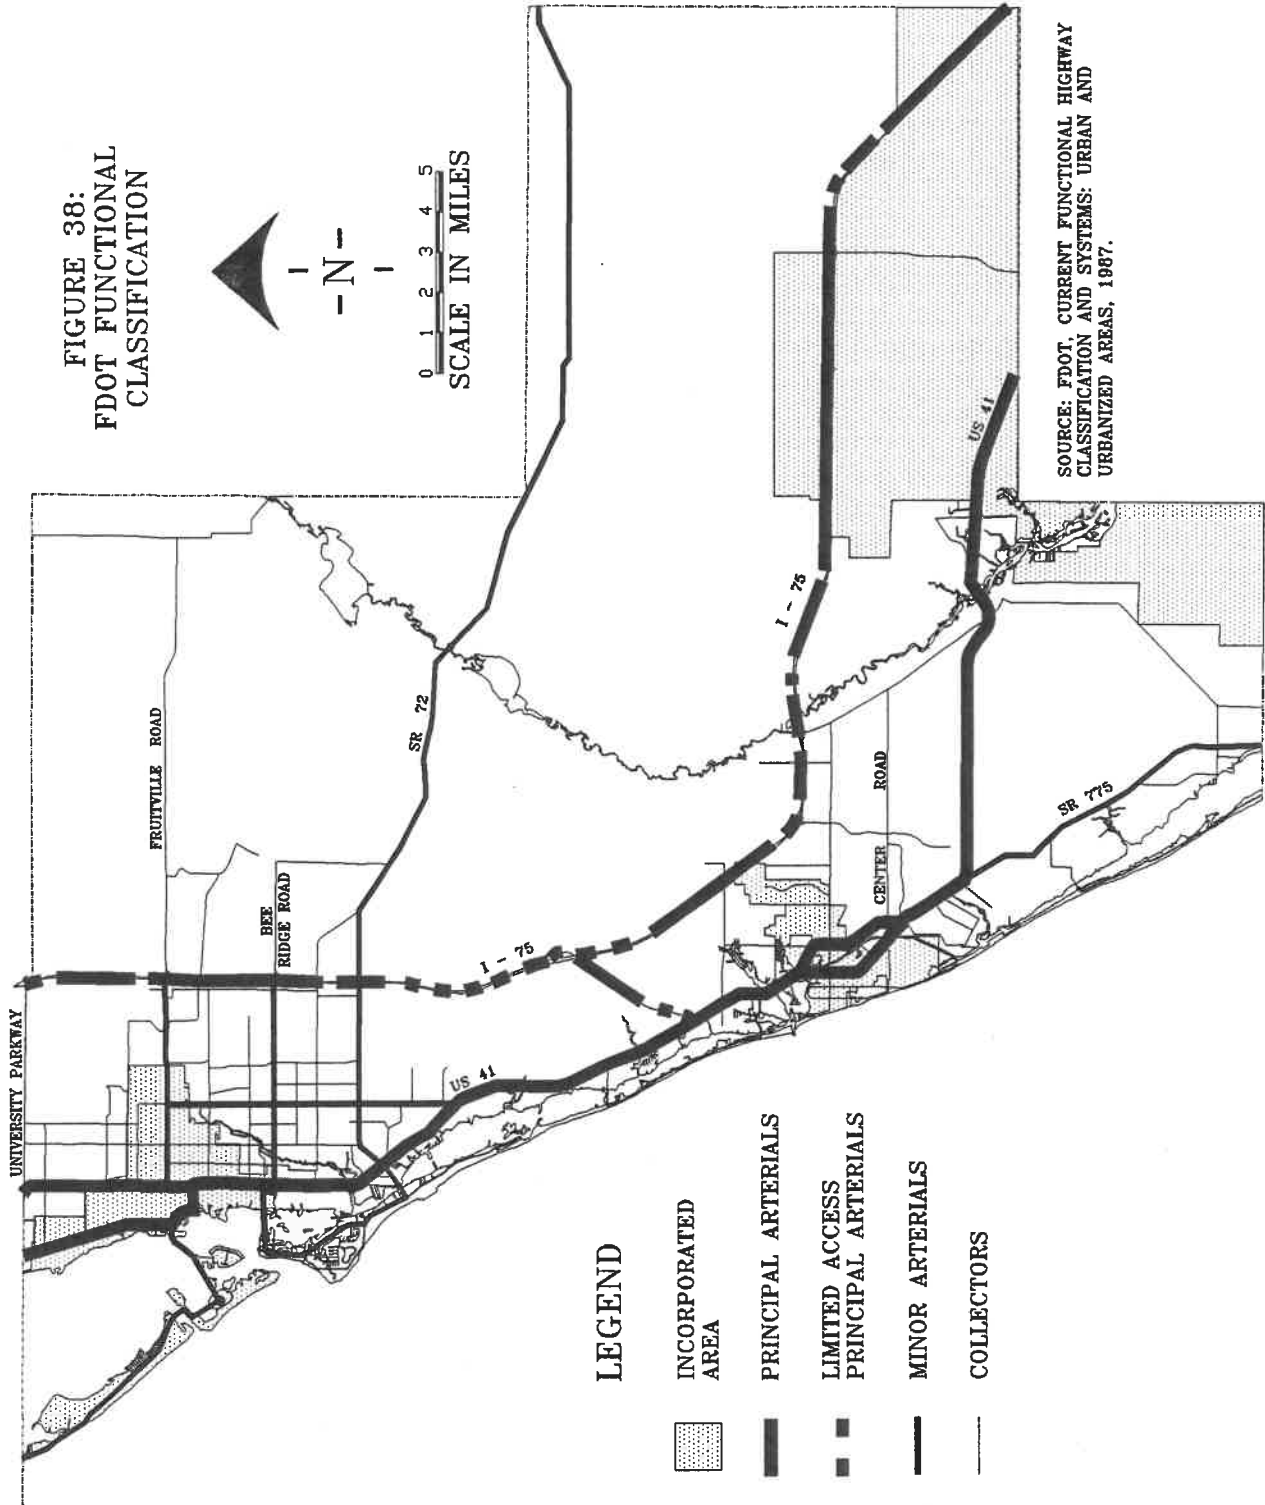 FIGURE 38:
FDOT FUNCTIONAL
CLASSIFICATION
-N-
0 1 2 3 4 5
SCALE IN MILES
UNIVERSITY PARKWAY
FRUITVILLE ROAD
BEE
RIDGE ROAD
SR 72
I - 75
US 41
I - 75
CENTER ROAD
US 41
SR 775
LEGEND
INCORPORATED
AREA
PRINCIPAL ARTERIALS
LIMITED ACCESS
PRINCIPAL ARTERIALS
MINOR ARTERIALS
COLLECTORS
SOURCE: FDOT, CURRENT FUNCTIONAL HIGHWAY
CLASSIFICATION AND SYSTEMS: URBAN AND
URBANIZED AREAS, 1987.